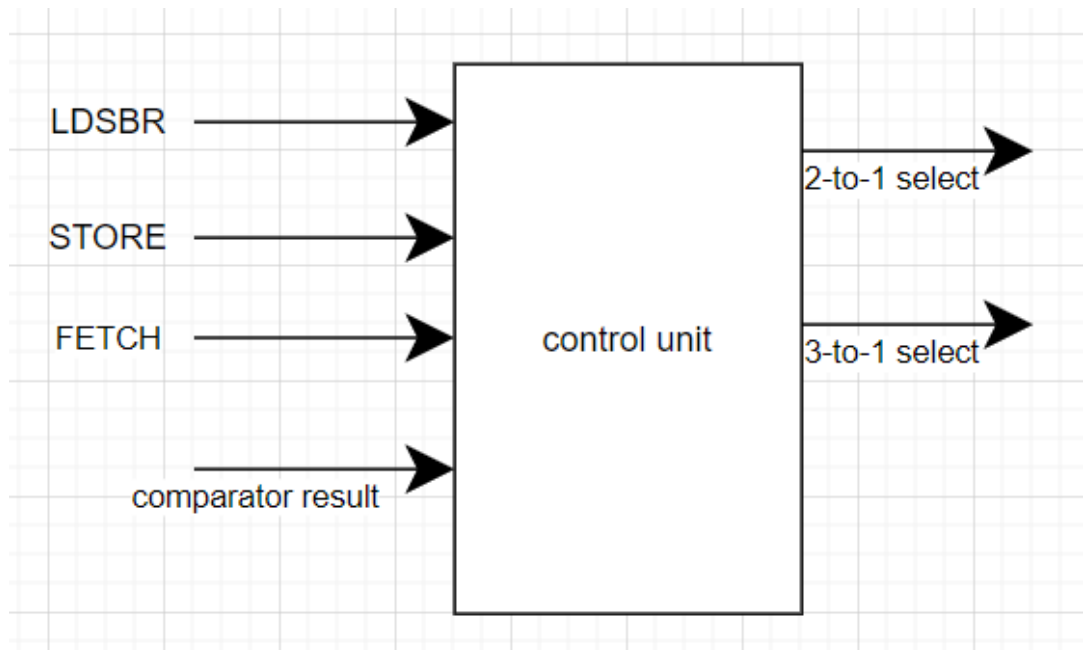 LDSBR
STORE
FETCH
comparator result
control unit
2-to-1 select
3-to-1 select